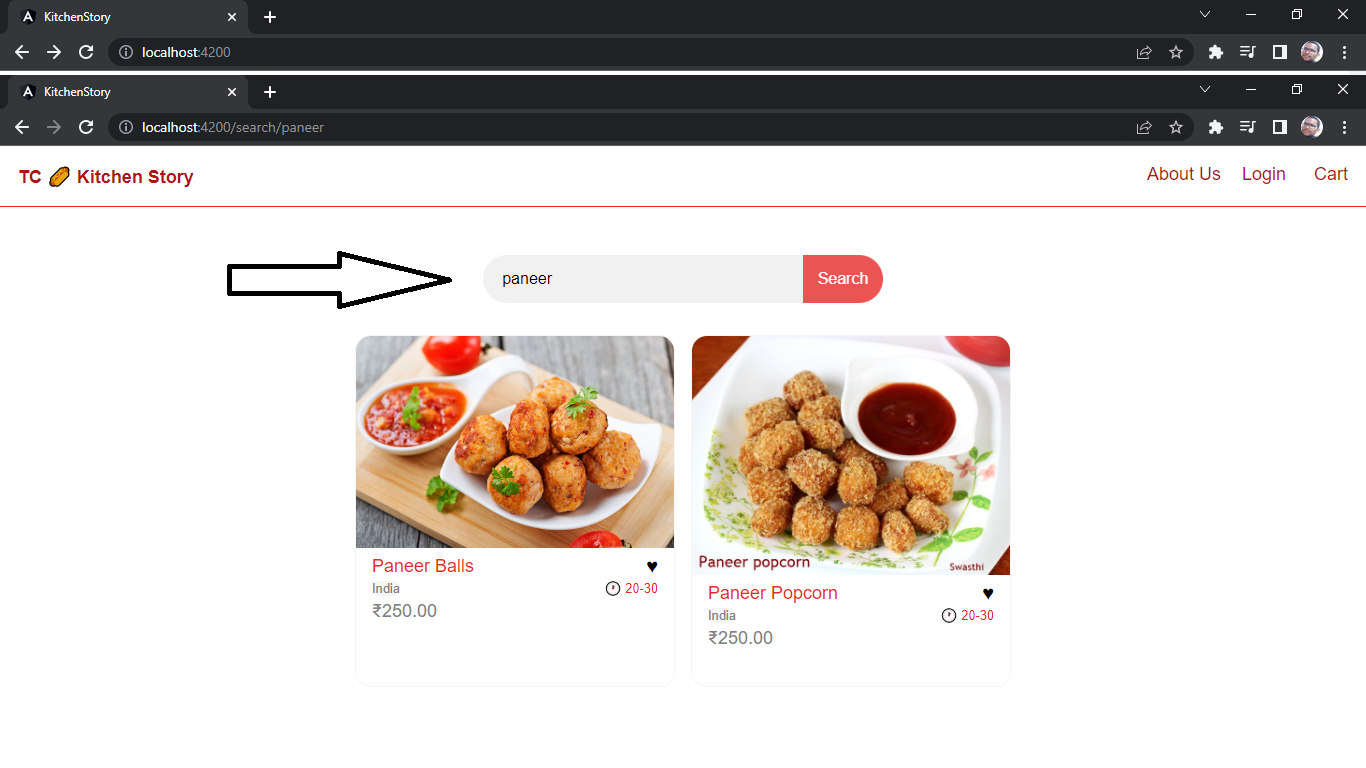 KitchenStory
localhost:4200
KitchenStory
localhost:4200/search/paneer
TC Kitchen Story
About Us Login Cart
paneer Search
Paneer popcorn Swasthi
Paneer Balls ♥
India 20-30
₹250.00
Paneer Popcorn ♥
India 20-30
₹250.00